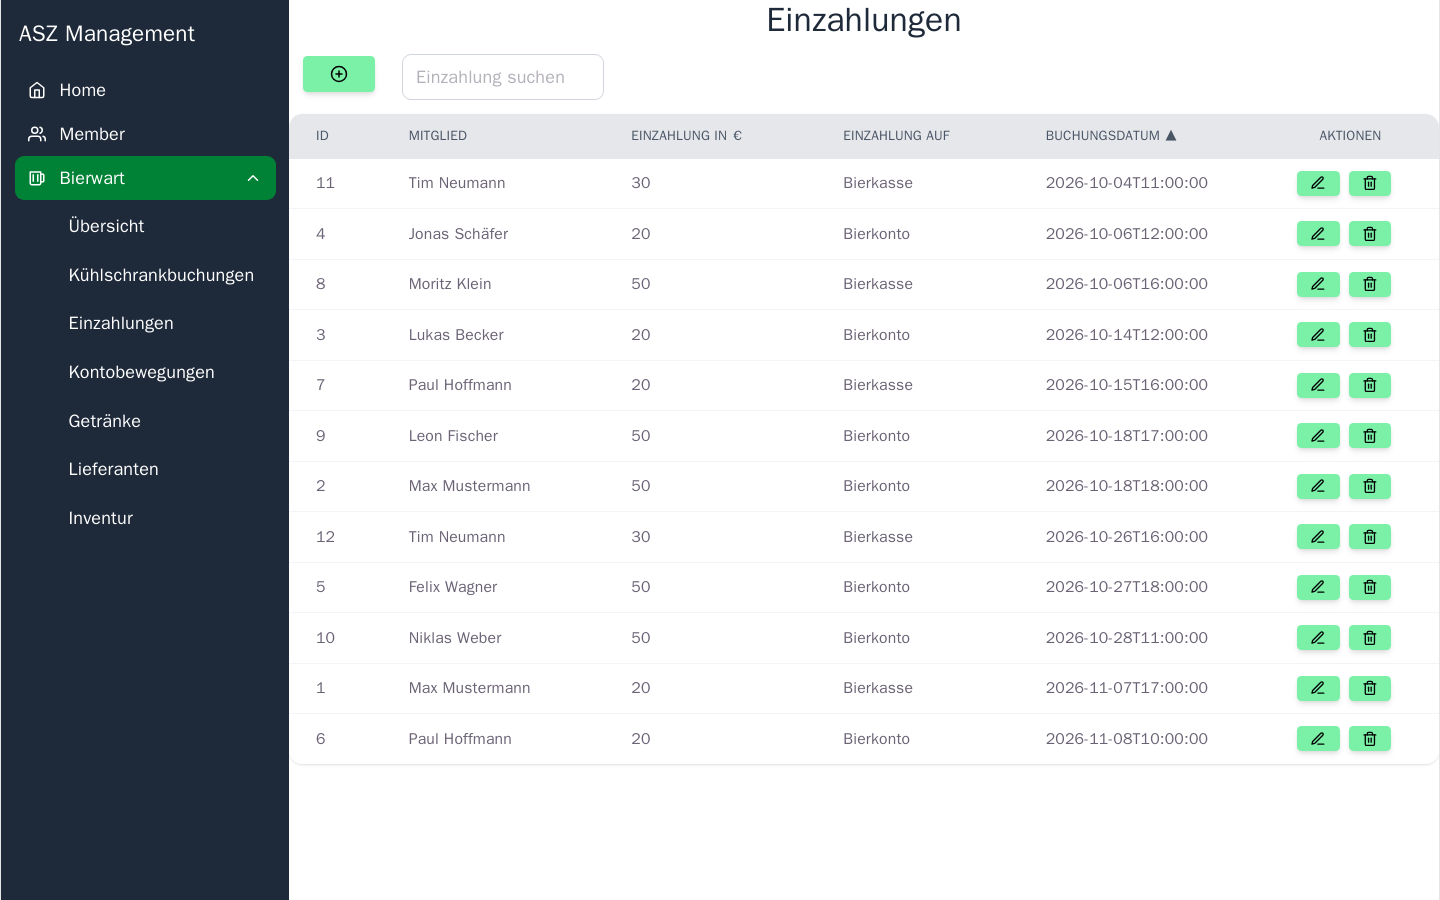 ASZ Management
Home
Member
Bierwart
Übersicht
Kühlschrankbuchungen
Einzahlungen
Kontobewegungen
Getränke
Lieferanten
Inventur
Einzahlungen
Einzahlung suchen
ID MITGLIED EINZAHLUNG IN € EINZAHLUNG AUF BUCHUNGSDATUM ▲ AKTIONEN
11 Tim Neumann 30 Bierkasse 2026-10-04T11:00:00
4 Jonas Schäfer 20 Bierkonto 2026-10-06T12:00:00
8 Moritz Klein 50 Bierkasse 2026-10-06T16:00:00
3 Lukas Becker 20 Bierkonto 2026-10-14T12:00:00
7 Paul Hoffmann 20 Bierkasse 2026-10-15T16:00:00
9 Leon Fischer 50 Bierkonto 2026-10-18T17:00:00
2 Max Mustermann 50 Bierkonto 2026-10-18T18:00:00
12 Tim Neumann 30 Bierkasse 2026-10-26T16:00:00
5 Felix Wagner 50 Bierkonto 2026-10-27T18:00:00
10 Niklas Weber 50 Bierkonto 2026-10-28T11:00:00
1 Max Mustermann 20 Bierkasse 2026-11-07T17:00:00
6 Paul Hoffmann 20 Bierkonto 2026-11-08T10:00:00